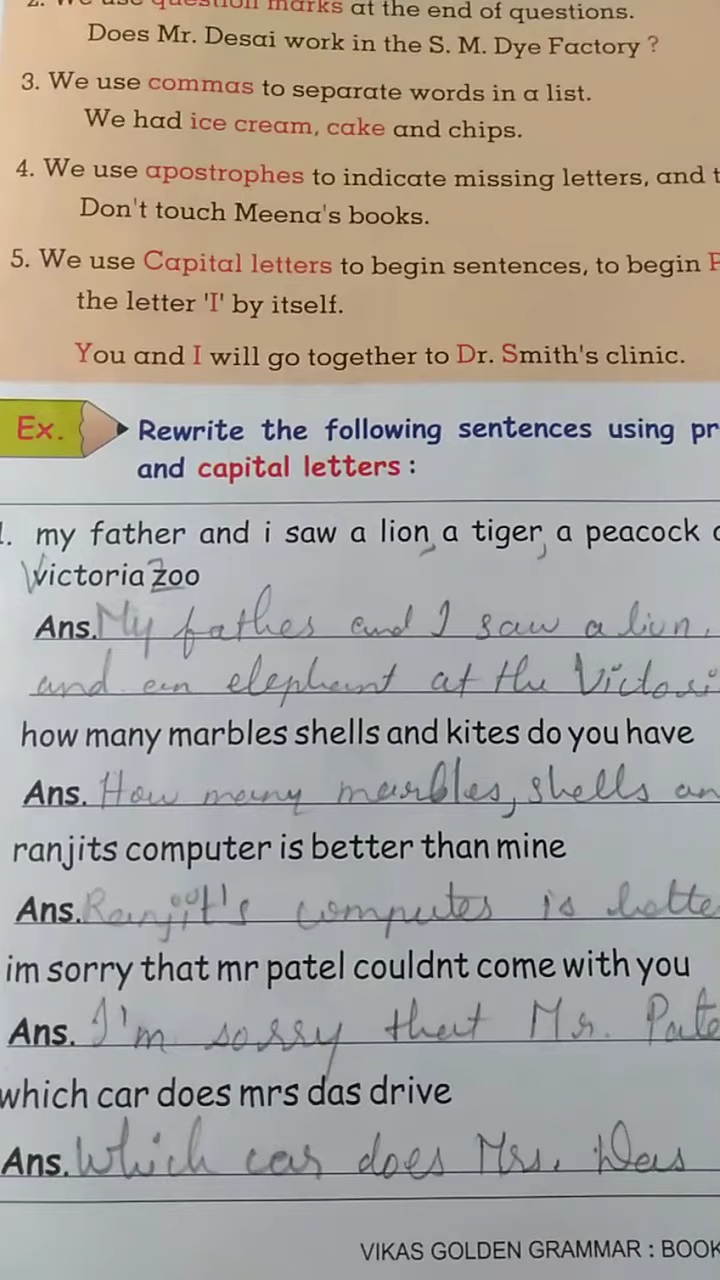 2. We use question marks at the end of questions.
Does Mr. Desai work in the S. M. Dye Factory ?
3. We use commas to separate words in a list.
We had ice cream, cake and chips.
4. We use apostrophes to indicate missing letters, and t
Don't touch Meena's books.
5. We use Capital letters to begin sentences, to begin P
the letter 'I' by itself.
You and I will go together to Dr. Smith's clinic.
Ex. Rewrite the following sentences using pr
and capital letters :
1. my father and i saw a lion, a tiger, a peacock
Victoria Zoo
Ans. My father and I saw a lion,
and an elephant at the Victori
how many marbles shells and kites do you have
Ans. How many marbles, shells an
ranjits computer is better than mine
Ans. Ranjit's computer is bette
im sorry that mr patel couldnt come with you
Ans. I'm sorry that Mr. Pate
which car does mrs das drive
Ans. Which car does Mrs. Das
VIKAS GOLDEN GRAMMAR : BOOK